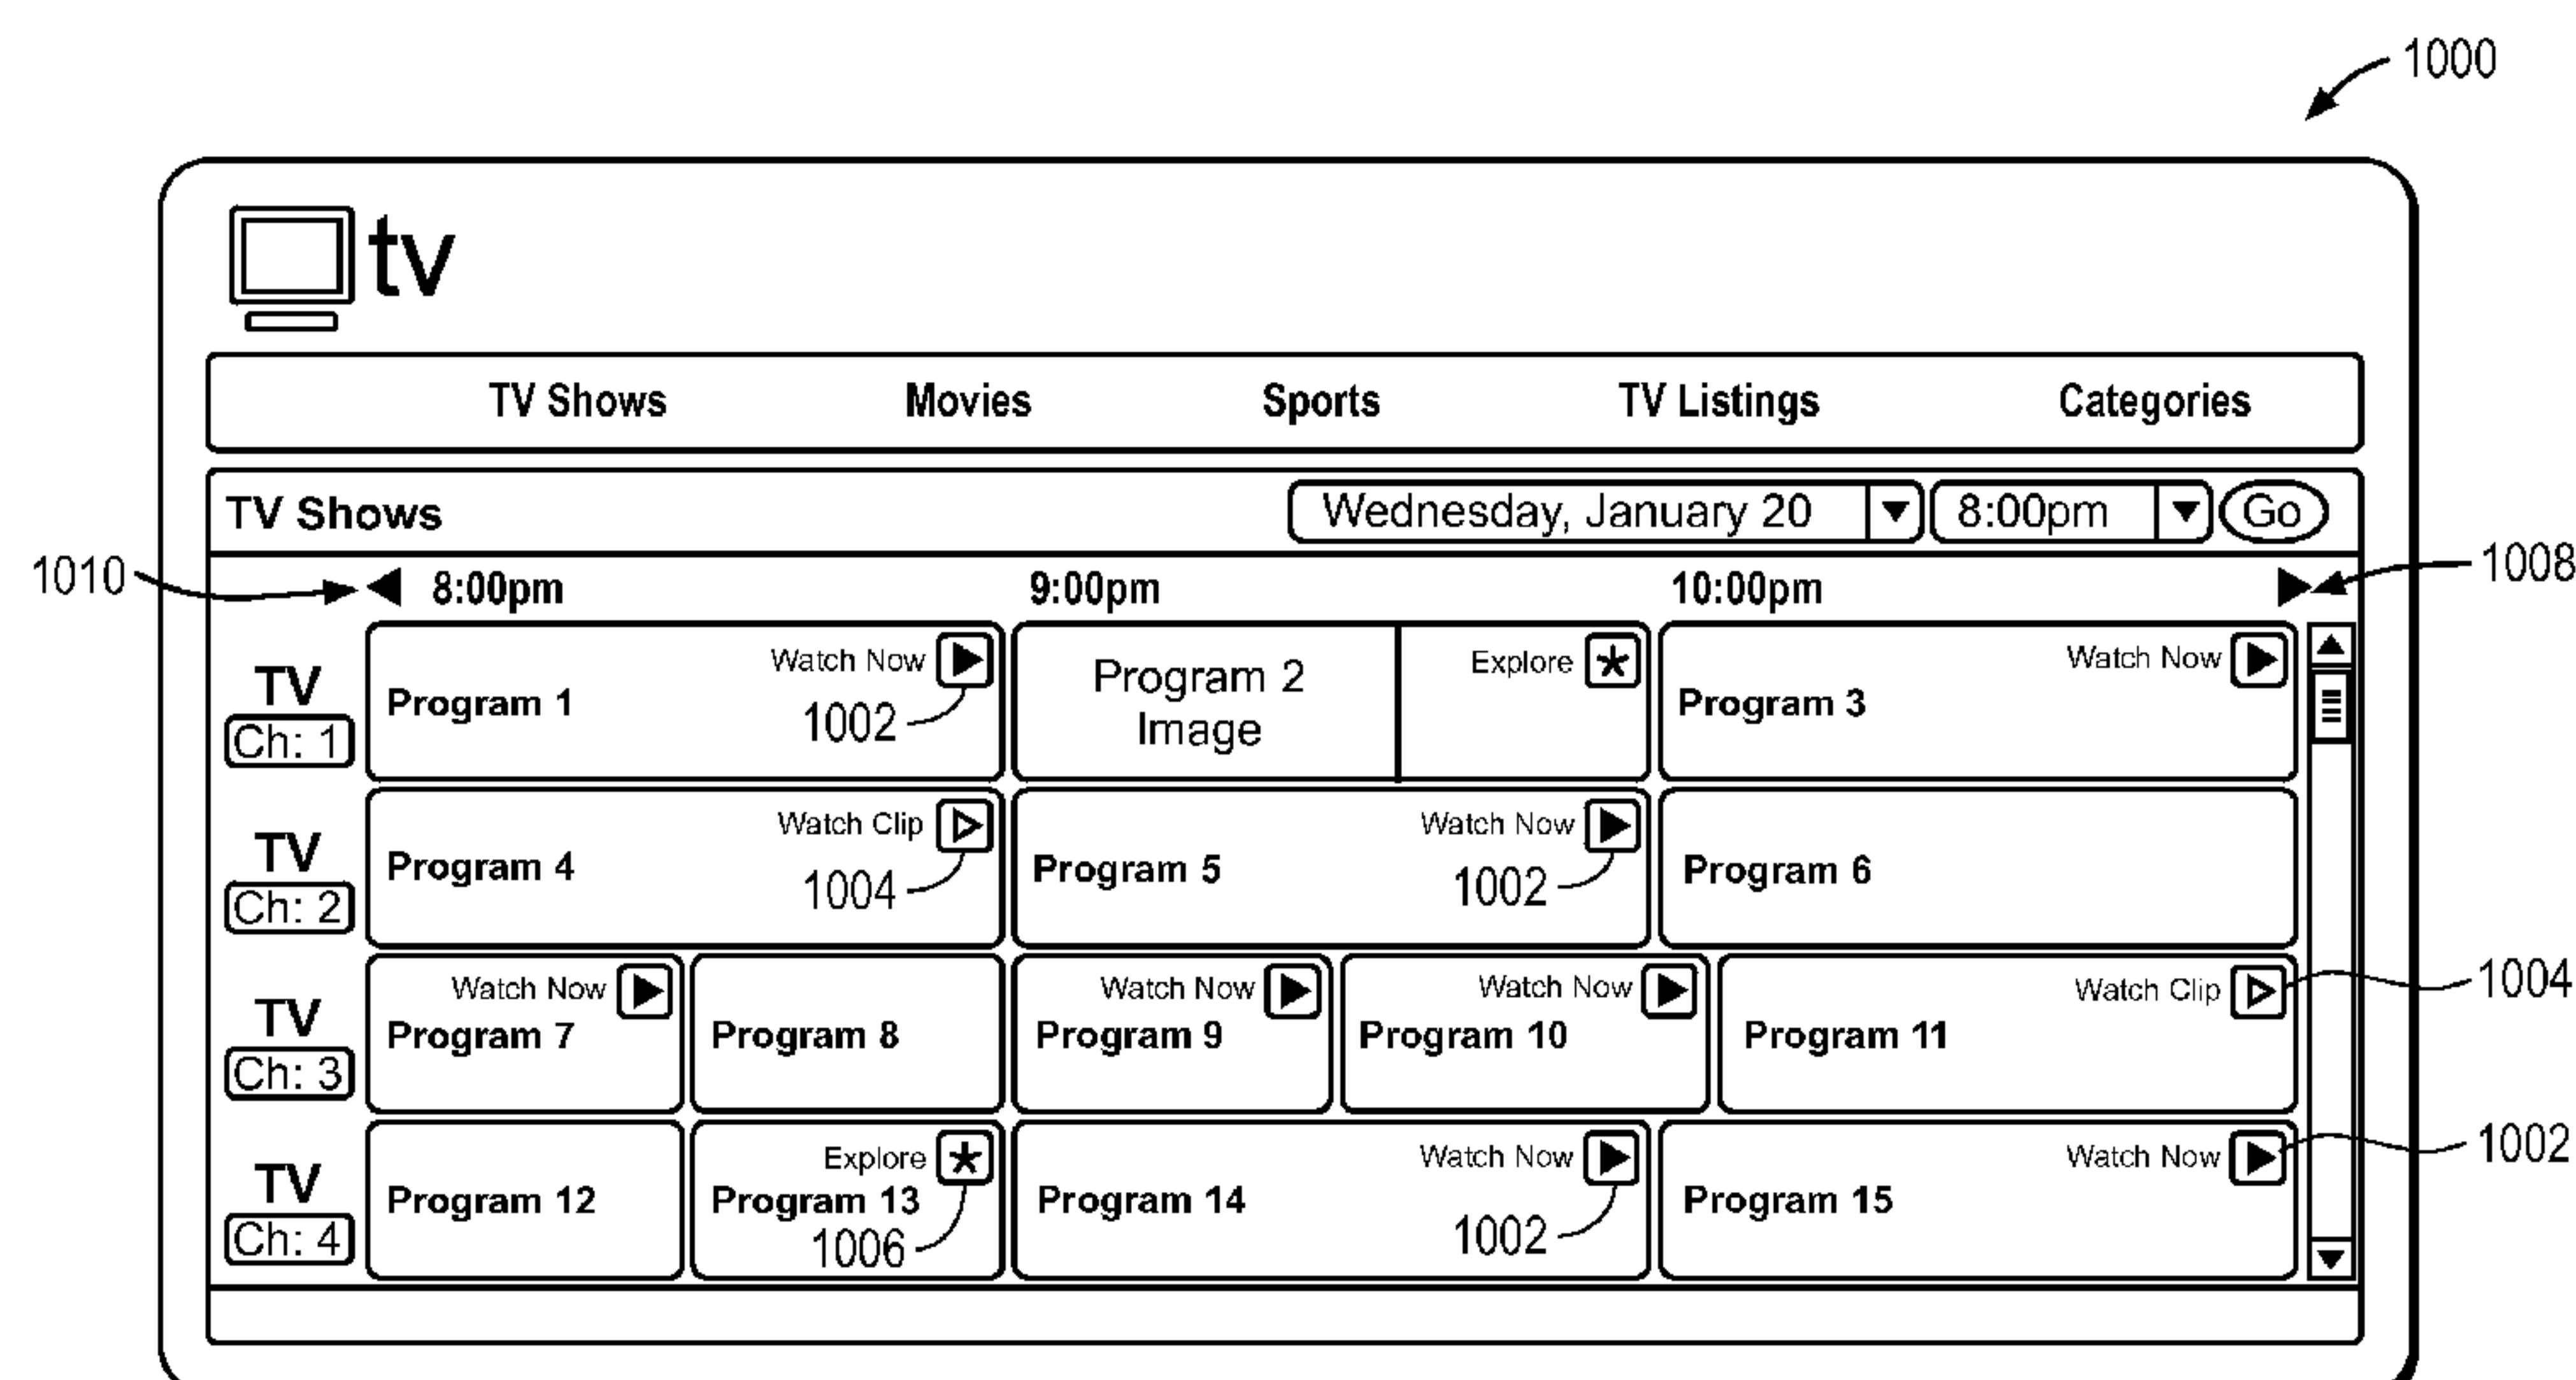 1000
tv
TV Shows Movies Sports TV Listings Categories
TV Shows Wednesday, January 20 8:00pm Go
1010 8:00pm 9:00pm 10:00pm 1008
TV
Ch: 1
Watch Now
Program 1
1002
Program 2
Image
Explore
Watch Now
Program 3
TV
Ch: 2
Watch Clip
Program 4
1004
Watch Now
Program 5
1002
Program 6
TV
Ch: 3
Watch Now
Program 7
Program 8
Watch Now
Program 9
Watch Now
Program 10
Watch Clip
Program 11
1004
TV
Ch: 4
Program 12
Explore
Program 13
1006
Watch Now
Program 14
1002
Watch Now
Program 15
1002